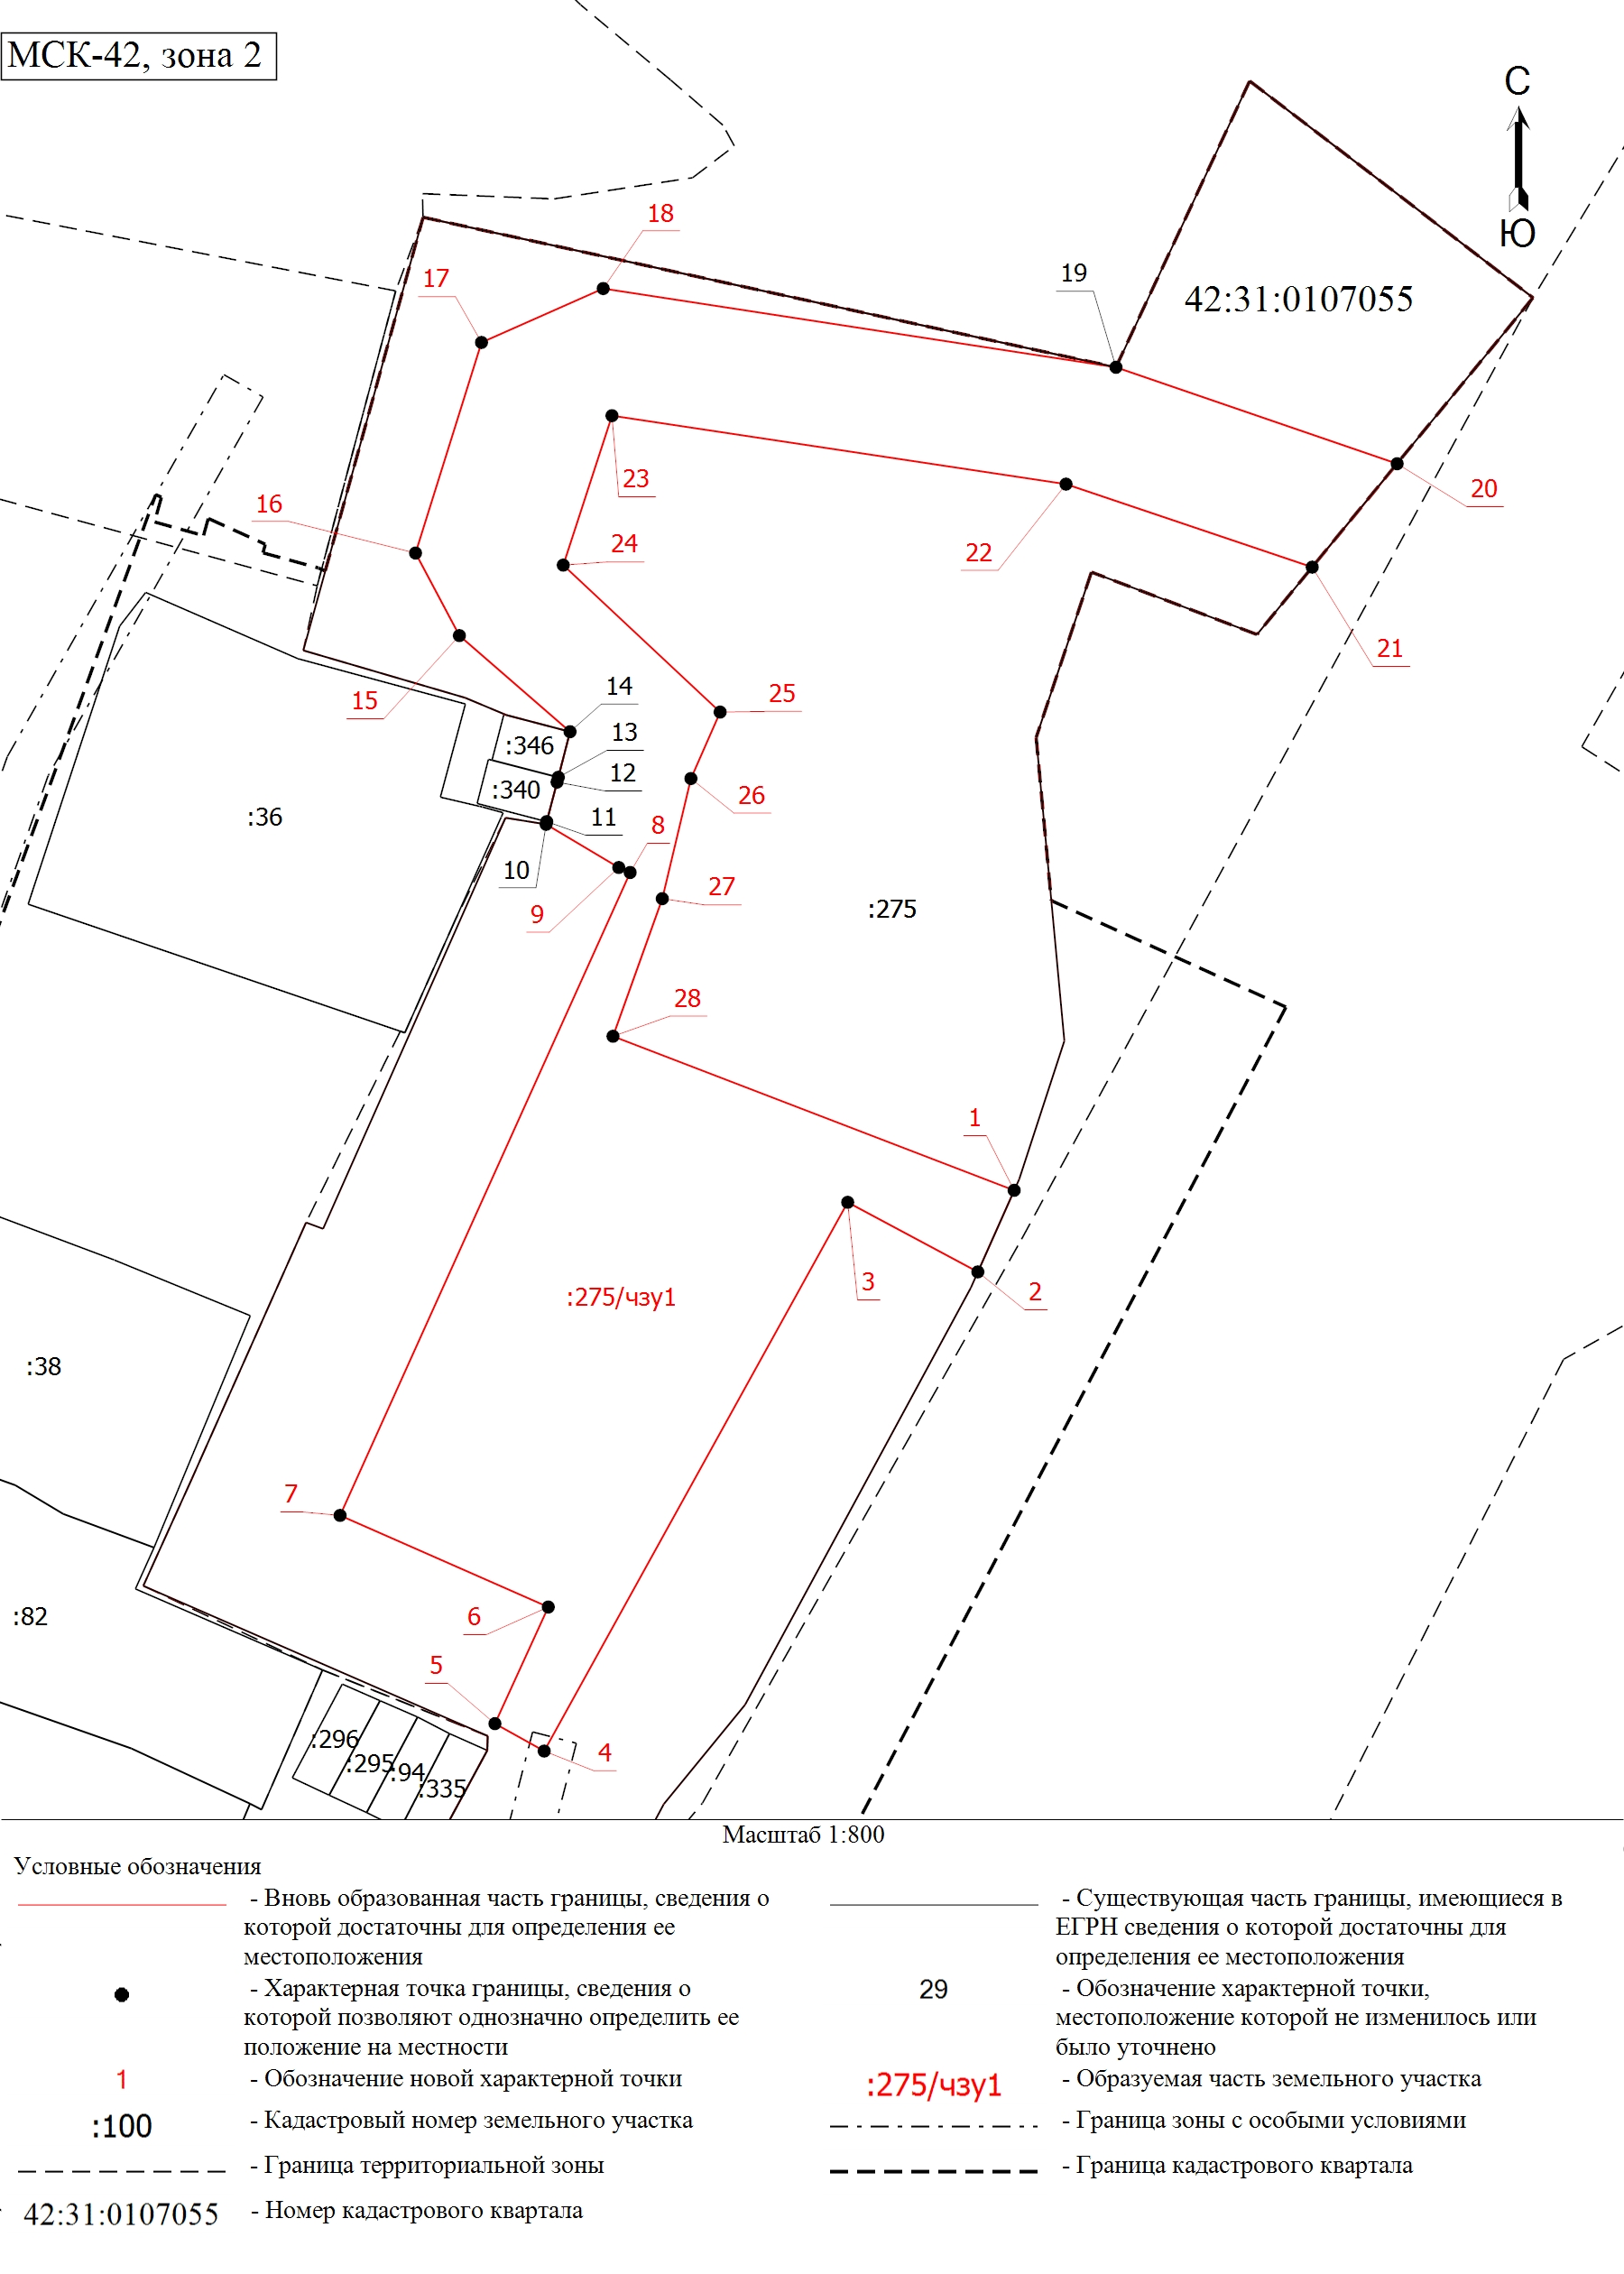 МСК-42, зона 2
С
Ю
18
17
19
42:31:0107055
23
20
16
24
22
21
15
14
25
13
:346
12
:340
26
:36
11
8
10
27
9
:275
28
1
3
2
:275/чзу1
:38
7
6
:82
5
4
:296
:295
:94
:335
Масштаб 1:800
Условные обозначения
- Вновь образованная часть границы, сведения о
которой достаточны для определения ее
местоположения
- Существующая часть границы, имеющиеся в
ЕГРН сведения о которой достаточны для
определения ее местоположения
- Характерная точка границы, сведения о
которой позволяют однозначно определить ее
положение на местности
29
- Обозначение характерной точки,
местоположение которой не изменилось или
было уточнено
1 - Обозначение новой характерной точки
:275/чзу1 - Образуемая часть земельного участка
:100 - Кадастровый номер земельного участка
- Граница зоны с особыми условиями
- Граница территориальной зоны
- Граница кадастрового квартала
42:31:0107055 - Номер кадастрового квартала